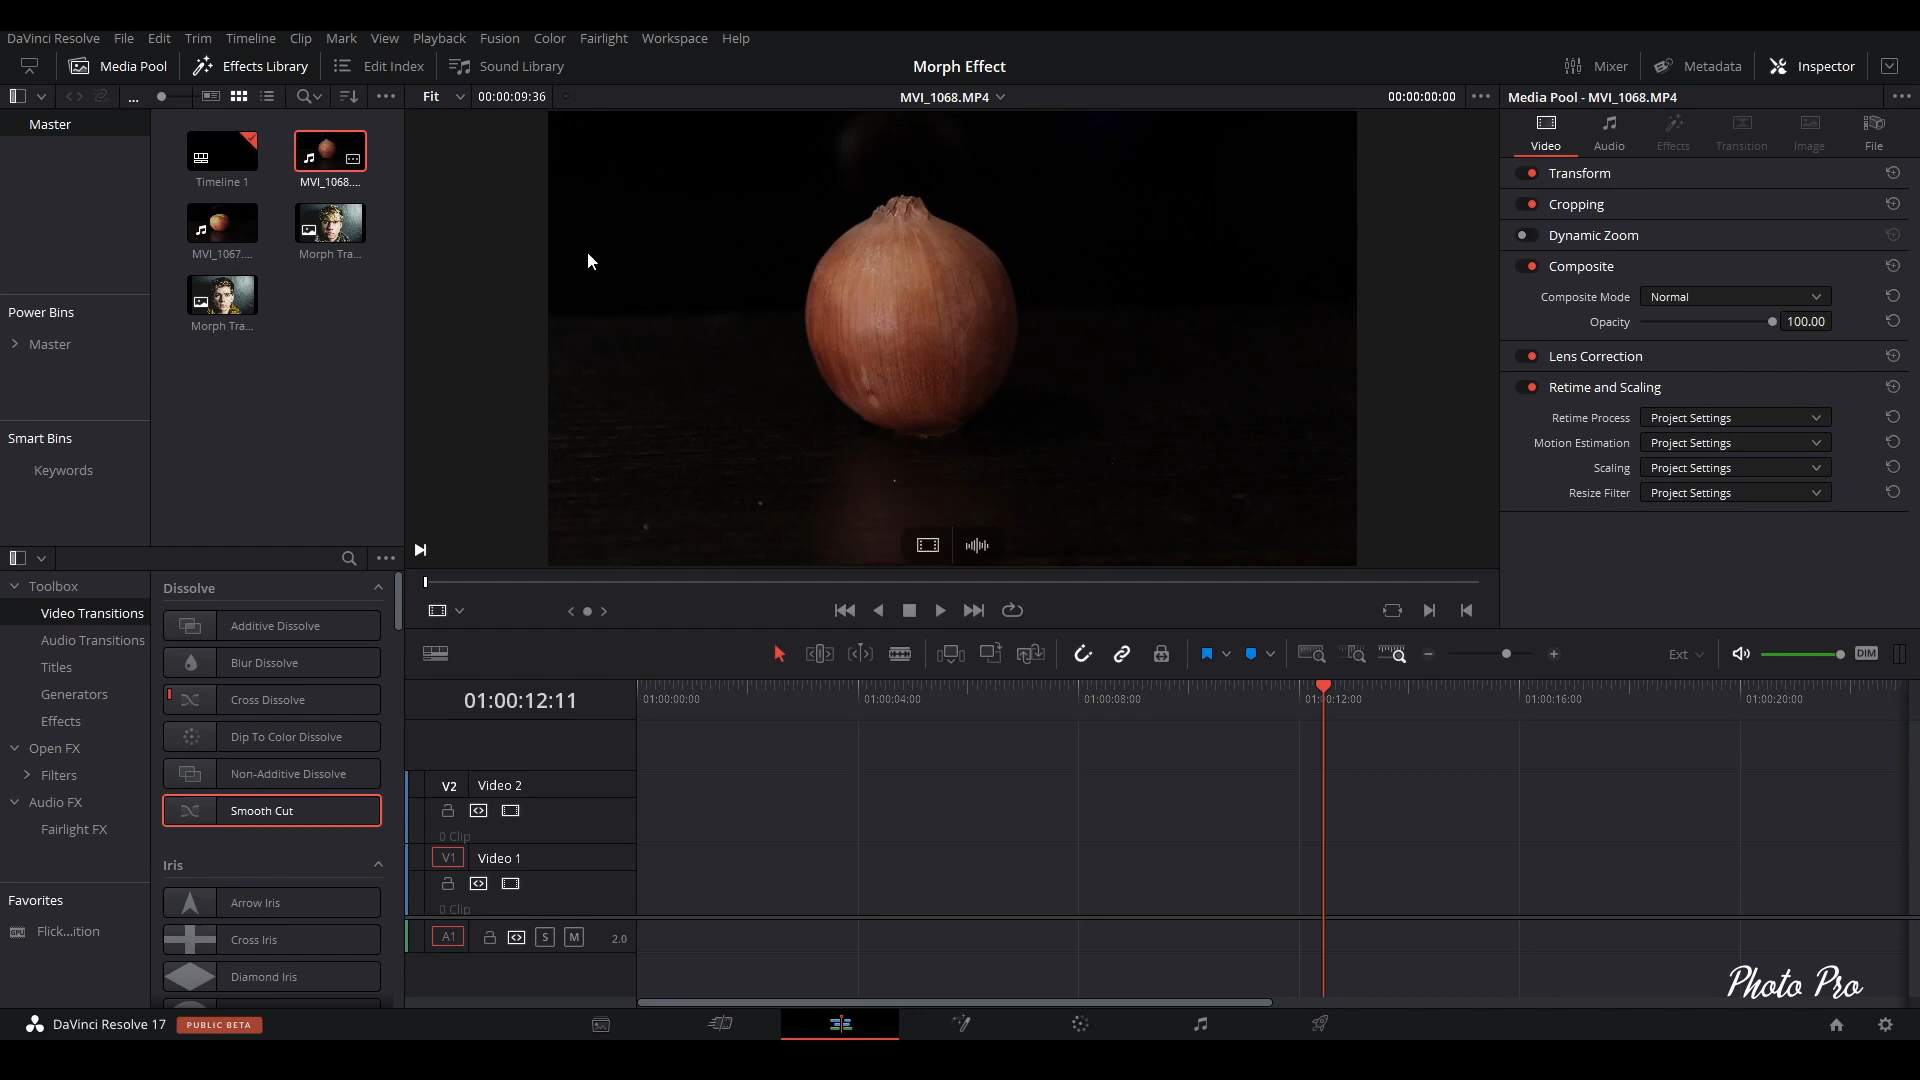 DaVinci Resolve File Edit Trim Timeline Clip Mark View Playback Fusion Color Fairlight Workspace Help
Media Pool Effects Library Edit Index Sound Library Morph Effect Mixer Metadata Inspector
Fit 00:00:09:36 MVI_1068.MP4 00:00:00:00 Media Pool - MVI_1068.MP4
Master
Timeline 1
MVI_1068....
MVI_1067....
Morph Tra...
Morph Tra...
Power Bins
Master
Smart Bins
Keywords
Video Audio Effects Transition Image File
Transform
Cropping
Dynamic Zoom
Composite
Composite Mode Normal
Opacity 100.00
Lens Correction
Retime and Scaling
Retime Process Project Settings
Motion Estimation Project Settings
Scaling Project Settings
Resize Filter Project Settings
Toolbox
Video Transitions
Audio Transitions
Titles
Generators
Effects
Open FX
Filters
Audio FX
Fairlight FX
Favorites
Flick...ition
Dissolve
Additive Dissolve
Blur Dissolve
Cross Dissolve
Dip To Color Dissolve
Non-Additive Dissolve
Smooth Cut
Iris
Arrow Iris
Cross Iris
Diamond Iris
Ext DIM
01:00:12:11
01:00:00:00 01:00:04:00 01:00:08:00 01:00:12:00 01:00:16:00 01:00:20:00
V2 Video 2
0 Clip
V1 Video 1
0 Clip
A1 S M 2.0
Photo Pro
DaVinci Resolve 17 PUBLIC BETA